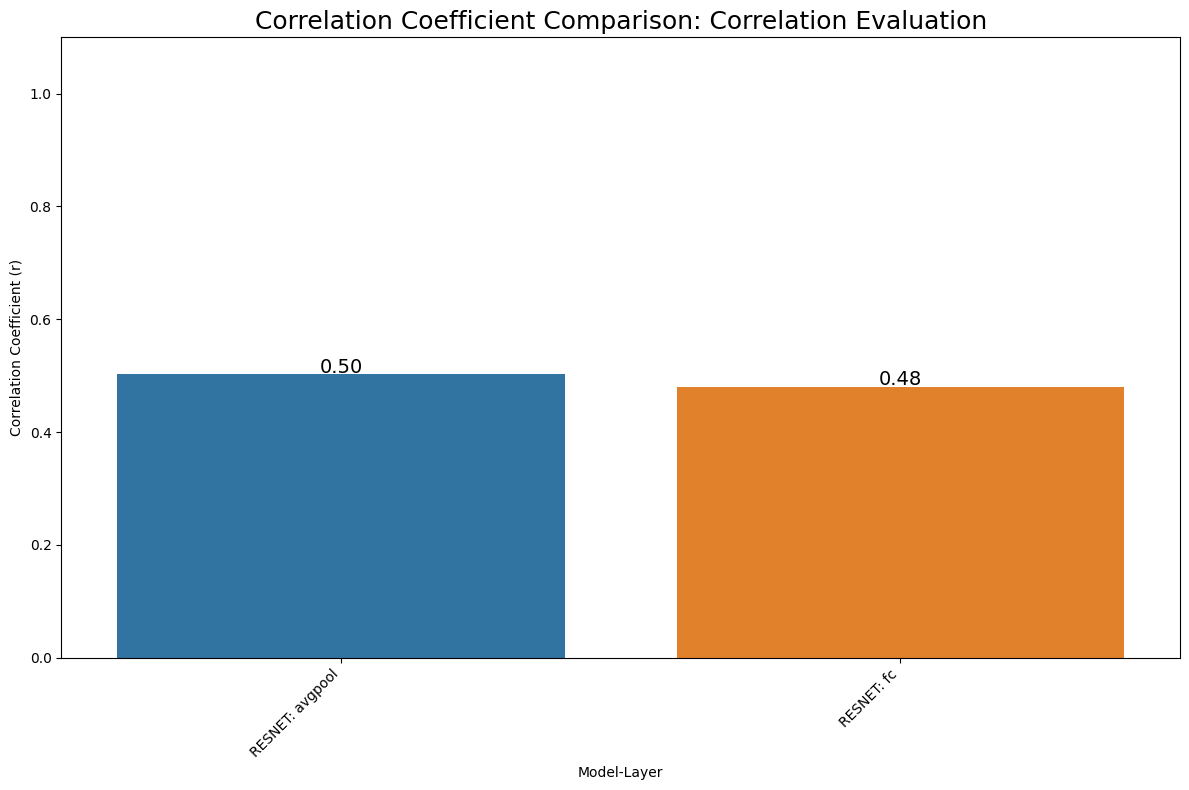 Correlation Coefficient Comparison: Correlation Evaluation
Correlation Coefficient (r)
1.0
0.8
0.6
0.4
0.2
0.0
0.50
0.48
RESNET: avgpool
RESNET: fc
Model-Layer